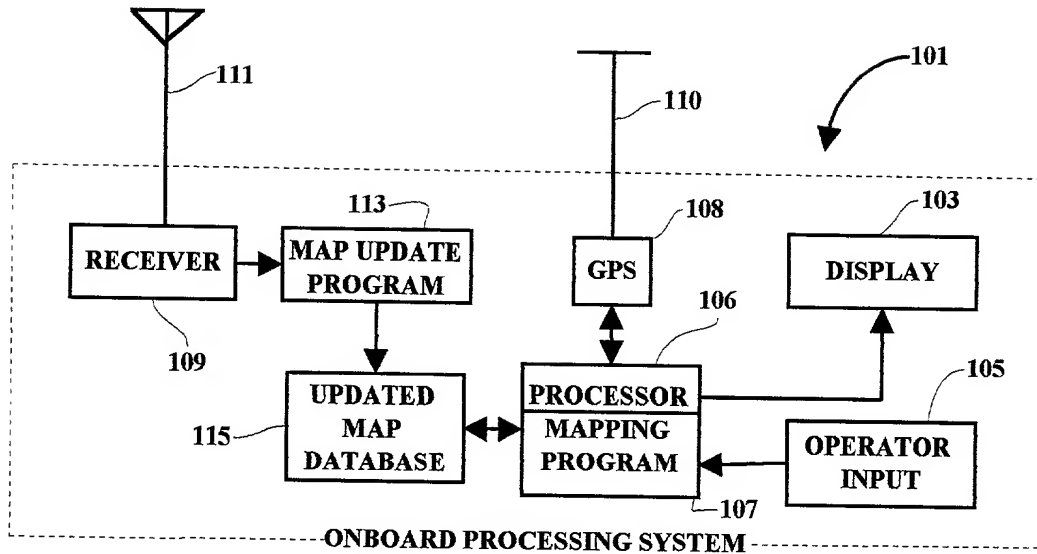 101
111
110
113
108
103
RECEIVER
MAP UPDATE
PROGRAM
GPS
DISPLAY
109
106
105
UPDATED
MAP
DATABASE
115
PROCESSOR
MAPPING
PROGRAM
OPERATOR
INPUT
107
ONBOARD PROCESSING SYSTEM